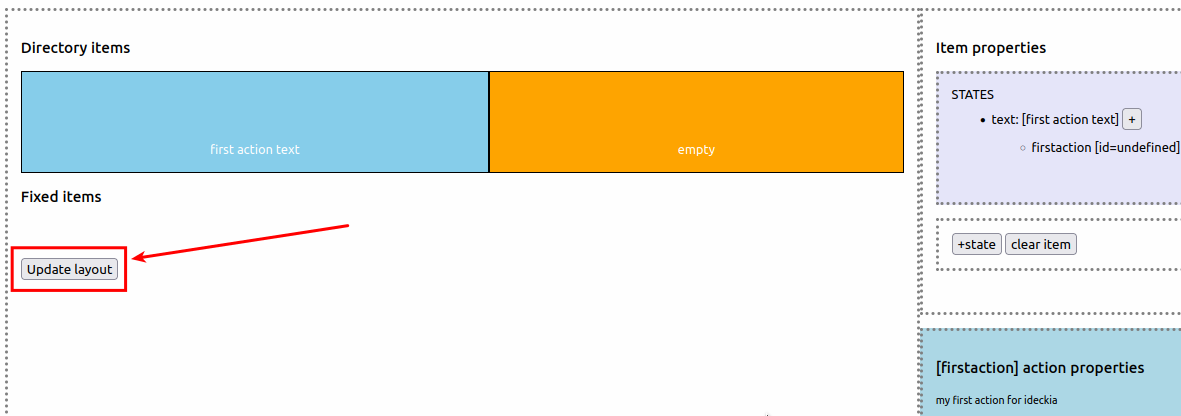 Directory items
first action text
empty
Fixed items
Update layout
Item properties
STATES
text: [first action text] +
firstaction [id=undefined]
+state clear item
[firstaction] action properties
my first action for ideckia